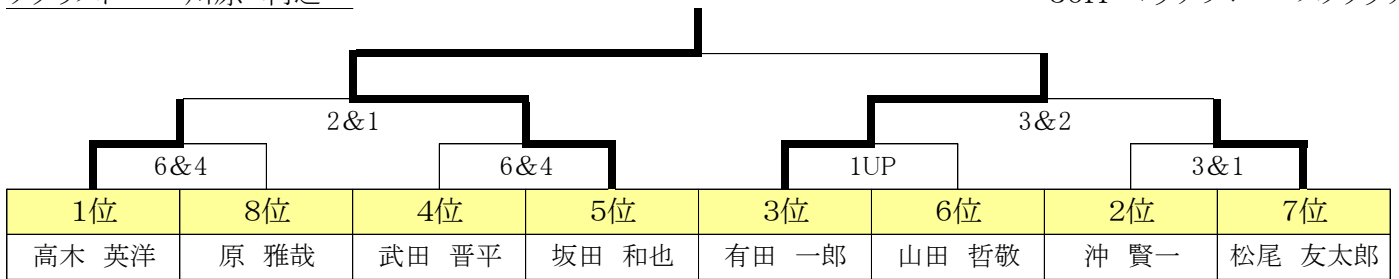 2&1 3&2
6&4 6&4 1UP 3&1
1位 8位 4位 5位 3位 6位 2位 7位
高木 英洋 原 雅哉 武田 晋平 坂田 和也 有田 一郎 山田 哲敬 沖 賢一 松尾 友太郎